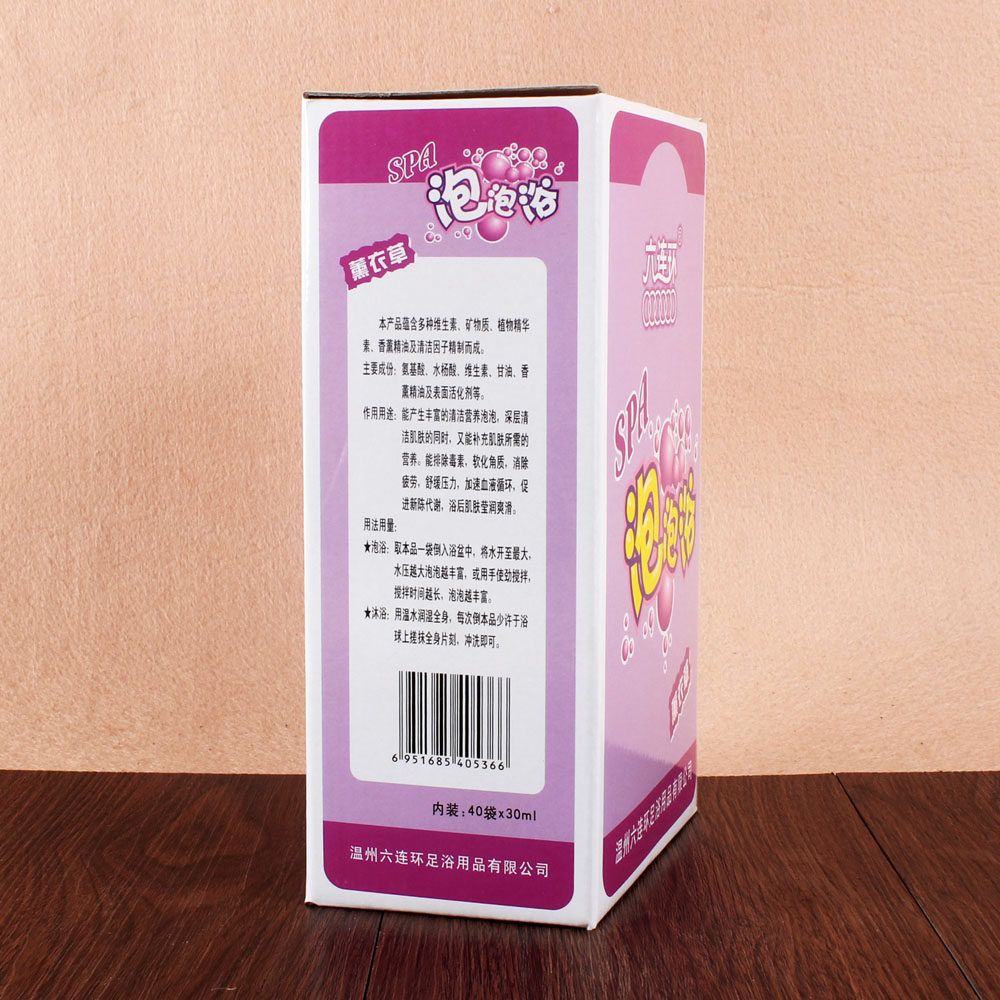 SPA
泡泡浴
薰衣草
本产品蕴含多种维生素、矿物质、植物精华
素、香薰精油及清洁因子精制而成。
主要成份：氨基酸、水杨酸、维生素、甘油、香
薰精油及表面活化剂等。
作用用途：能产生丰富的清洁营养泡泡，深层清
洁肌肤的同时，又能补充肌肤所需的
营养。能排除毒素，软化角质，消除
疲劳，舒缓压力，加速血液循环，促
进新陈代谢，浴后肌肤莹润爽滑。
用法用量：
★泡浴：取本品一袋倒入浴盆中，将水开至最大，
水压越大泡泡越丰富，或用手使劲搅拌，
搅拌时间越长，泡泡越丰富。
★沐浴：用温水润湿全身，每次倒本品少许于浴
球上搓抹全身片刻，冲洗即可。
6 951685 405366
内装：40袋x30ml
温州六连环足浴用品有限公司
六连环
SPA
泡泡浴
薰衣草
温州六连环足浴用品有限公司